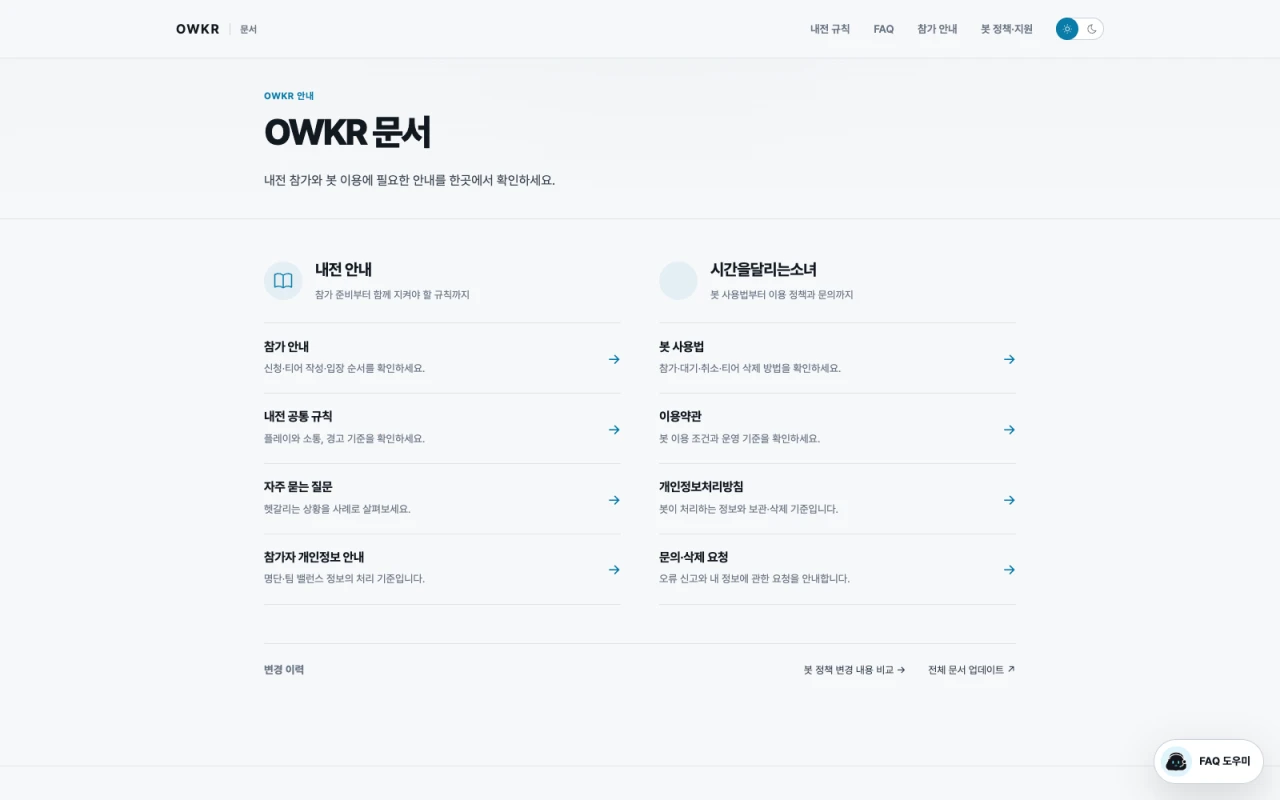 OWKR
문서
내전 규칙
FAQ
참가 안내
봇 정책·지원
OWKR 안내
OWKR 문서
내전 참가와 봇 이용에 필요한 안내를 한곳에서 확인하세요.
내전 안내
참가 준비부터 함께 지켜야 할 규칙까지
참가 안내
신청·티어 작성·입장 순서를 확인하세요.
내전 공통 규칙
플레이와 소통, 경고 기준을 확인하세요.
자주 묻는 질문
헷갈리는 상황을 사례로 살펴보세요.
참가자 개인정보 안내
명단·팀 밸런스 정보의 처리 기준입니다.
시간을달리는소녀
봇 사용법부터 이용 정책과 문의까지
봇 사용법
참가·대기·취소·티어 삭제 방법을 확인하세요.
이용약관
봇 이용 조건과 운영 기준을 확인하세요.
개인정보처리방침
봇이 처리하는 정보와 보관·삭제 기준입니다.
문의·삭제 요청
오류 신고와 내 정보에 관한 요청을 안내합니다.
변경 이력
봇 정책 변경 내용 비교 →
전체 문서 업데이트 ↗
FAQ 도우미